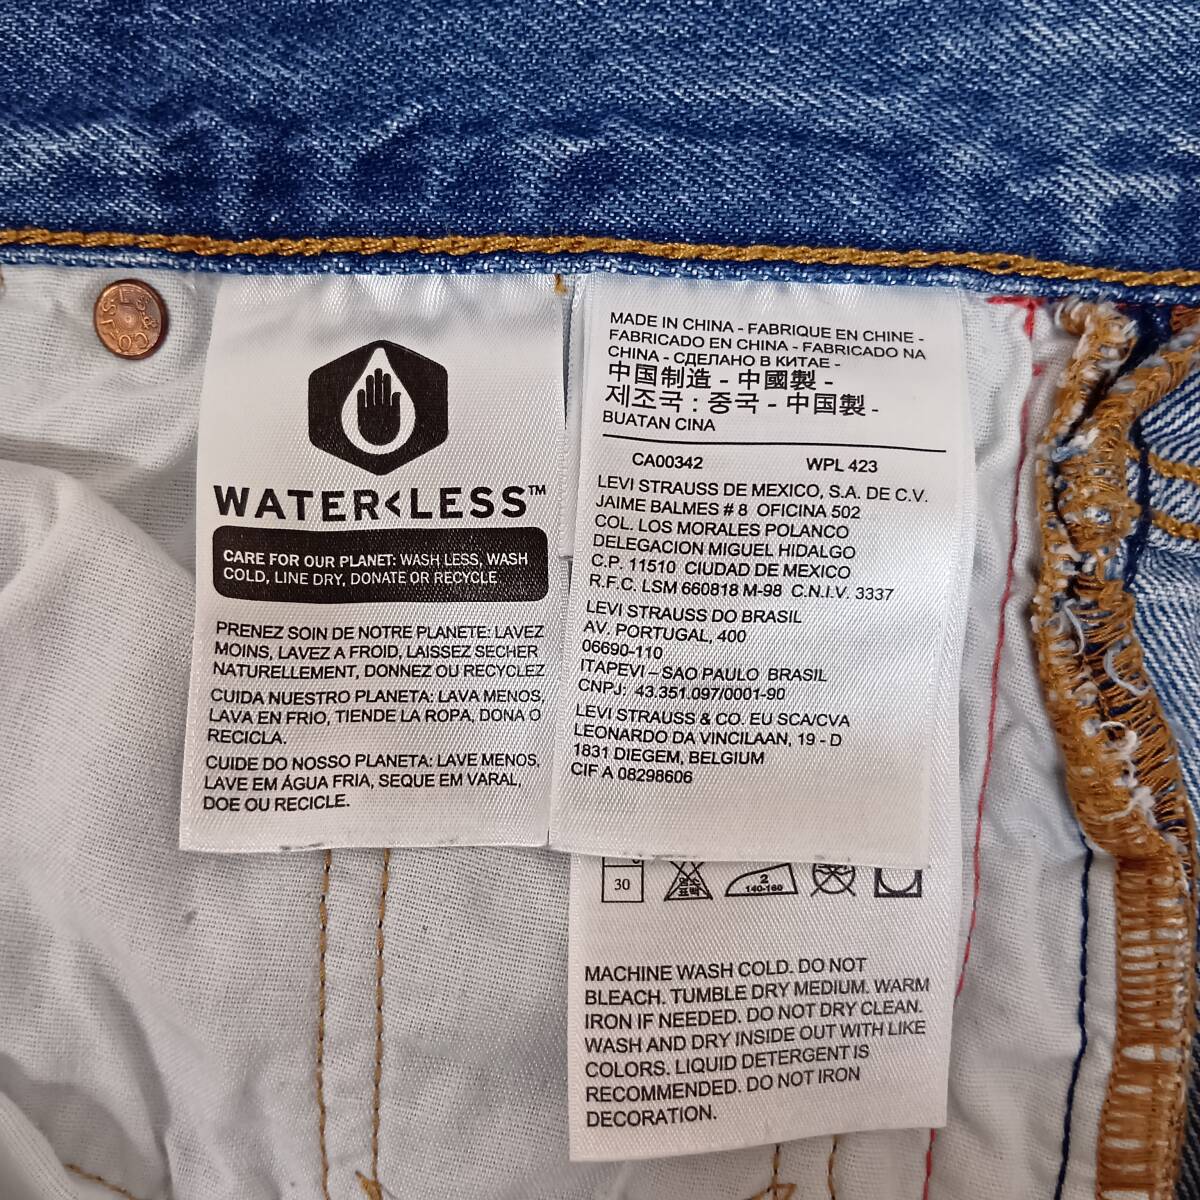 LS&CO
WATER<LESS™
CARE FOR OUR PLANET: WASH LESS, WASH
COLD, LINE DRY, DONATE OR RECYCLE
PRENEZ SOIN DE NOTRE PLANETE: LAVEZ
MOINS, LAVEZ A FROID, LAISSEZ SECHER
NATURELLEMENT, DONNEZ OU RECYCLEZ
CUIDA NUESTRO PLANETA: LAVA MENOS,
LAVA EN FRIO, TIENDE LA ROPA, DONA O
RECICLA.
CUIDE DO NOSSO PLANETA: LAVE MENOS,
LAVE EM ÁGUA FRIA, SEQUE EM VARAL,
DOE OU RECICLE.
MADE IN CHINA - FABRIQUE EN CHINE -
FABRICADO EN CHINA - FABRICADO NA
CHINA - СДЕЛАНО В КИТАЕ -
中国制造 - 中國製 -
제조국 : 중국 - 中国製 -
BUATAN CINA
CA00342 WPL 423
LEVI STRAUSS DE MEXICO, S.A. DE C.V.
JAIME BALMES # 8 OFICINA 502
COL. LOS MORALES POLANCO
DELEGACION MIGUEL HIDALGO
C.P. 11510 CIUDAD DE MEXICO
R.F.C. LSM 660818 M-98 C.N.I.V. 3337
LEVI STRAUSS DO BRASIL
AV. PORTUGAL, 400
06690-110
ITAPEVI – SAO PAULO BRASIL
CNPJ: 43.351.097/0001-90
LEVI STRAUSS & CO. EU SCA/CVA
LEONARDO DA VINCILAAN, 19 - D
1831 DIEGEM, BELGIUM
CIF A 08298606
30 염소 표백 2 140-160
MACHINE WASH COLD. DO NOT
BLEACH. TUMBLE DRY MEDIUM. WARM
IRON IF NEEDED. DO NOT DRY CLEAN.
WASH AND DRY INSIDE OUT WITH LIKE
COLORS. LIQUID DETERGENT IS
RECOMMENDED. DO NOT IRON
DECORATION.